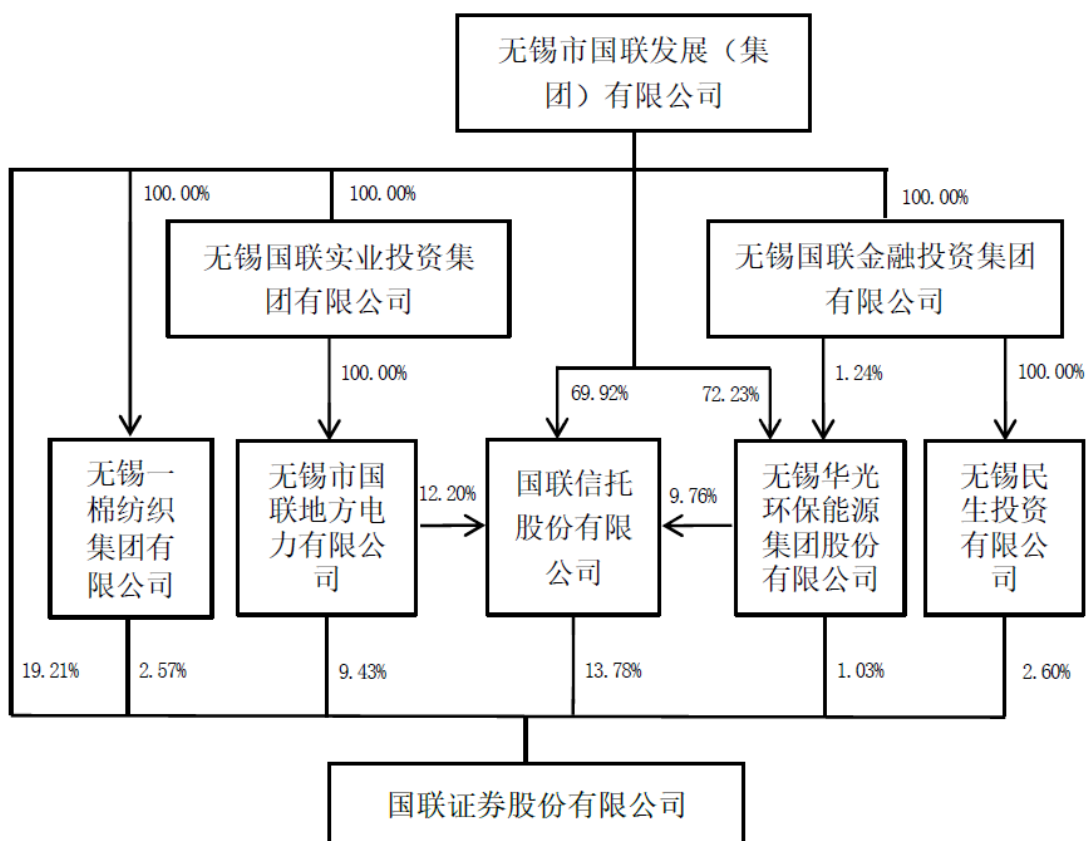 无锡市国联发展（集
团）有限公司
100.00%
100.00%
100.00%
无锡国联实业投资集
团有限公司
无锡国联金融投资集团
有限公司
100.00%
69.92%
72.23%
1.24%
100.00%
无锡一
棉纺织
集团有
限公司
无锡市国
联地方电
力有限公
司
12.20%
国联信托
股份有限
公司
9.76%
无锡华光
环保能源
集团股份
有限公司
无锡民
生投资
有限公
司
19.21%
2.57%
9.43%
13.78%
1.03%
2.60%
国联证券股份有限公司